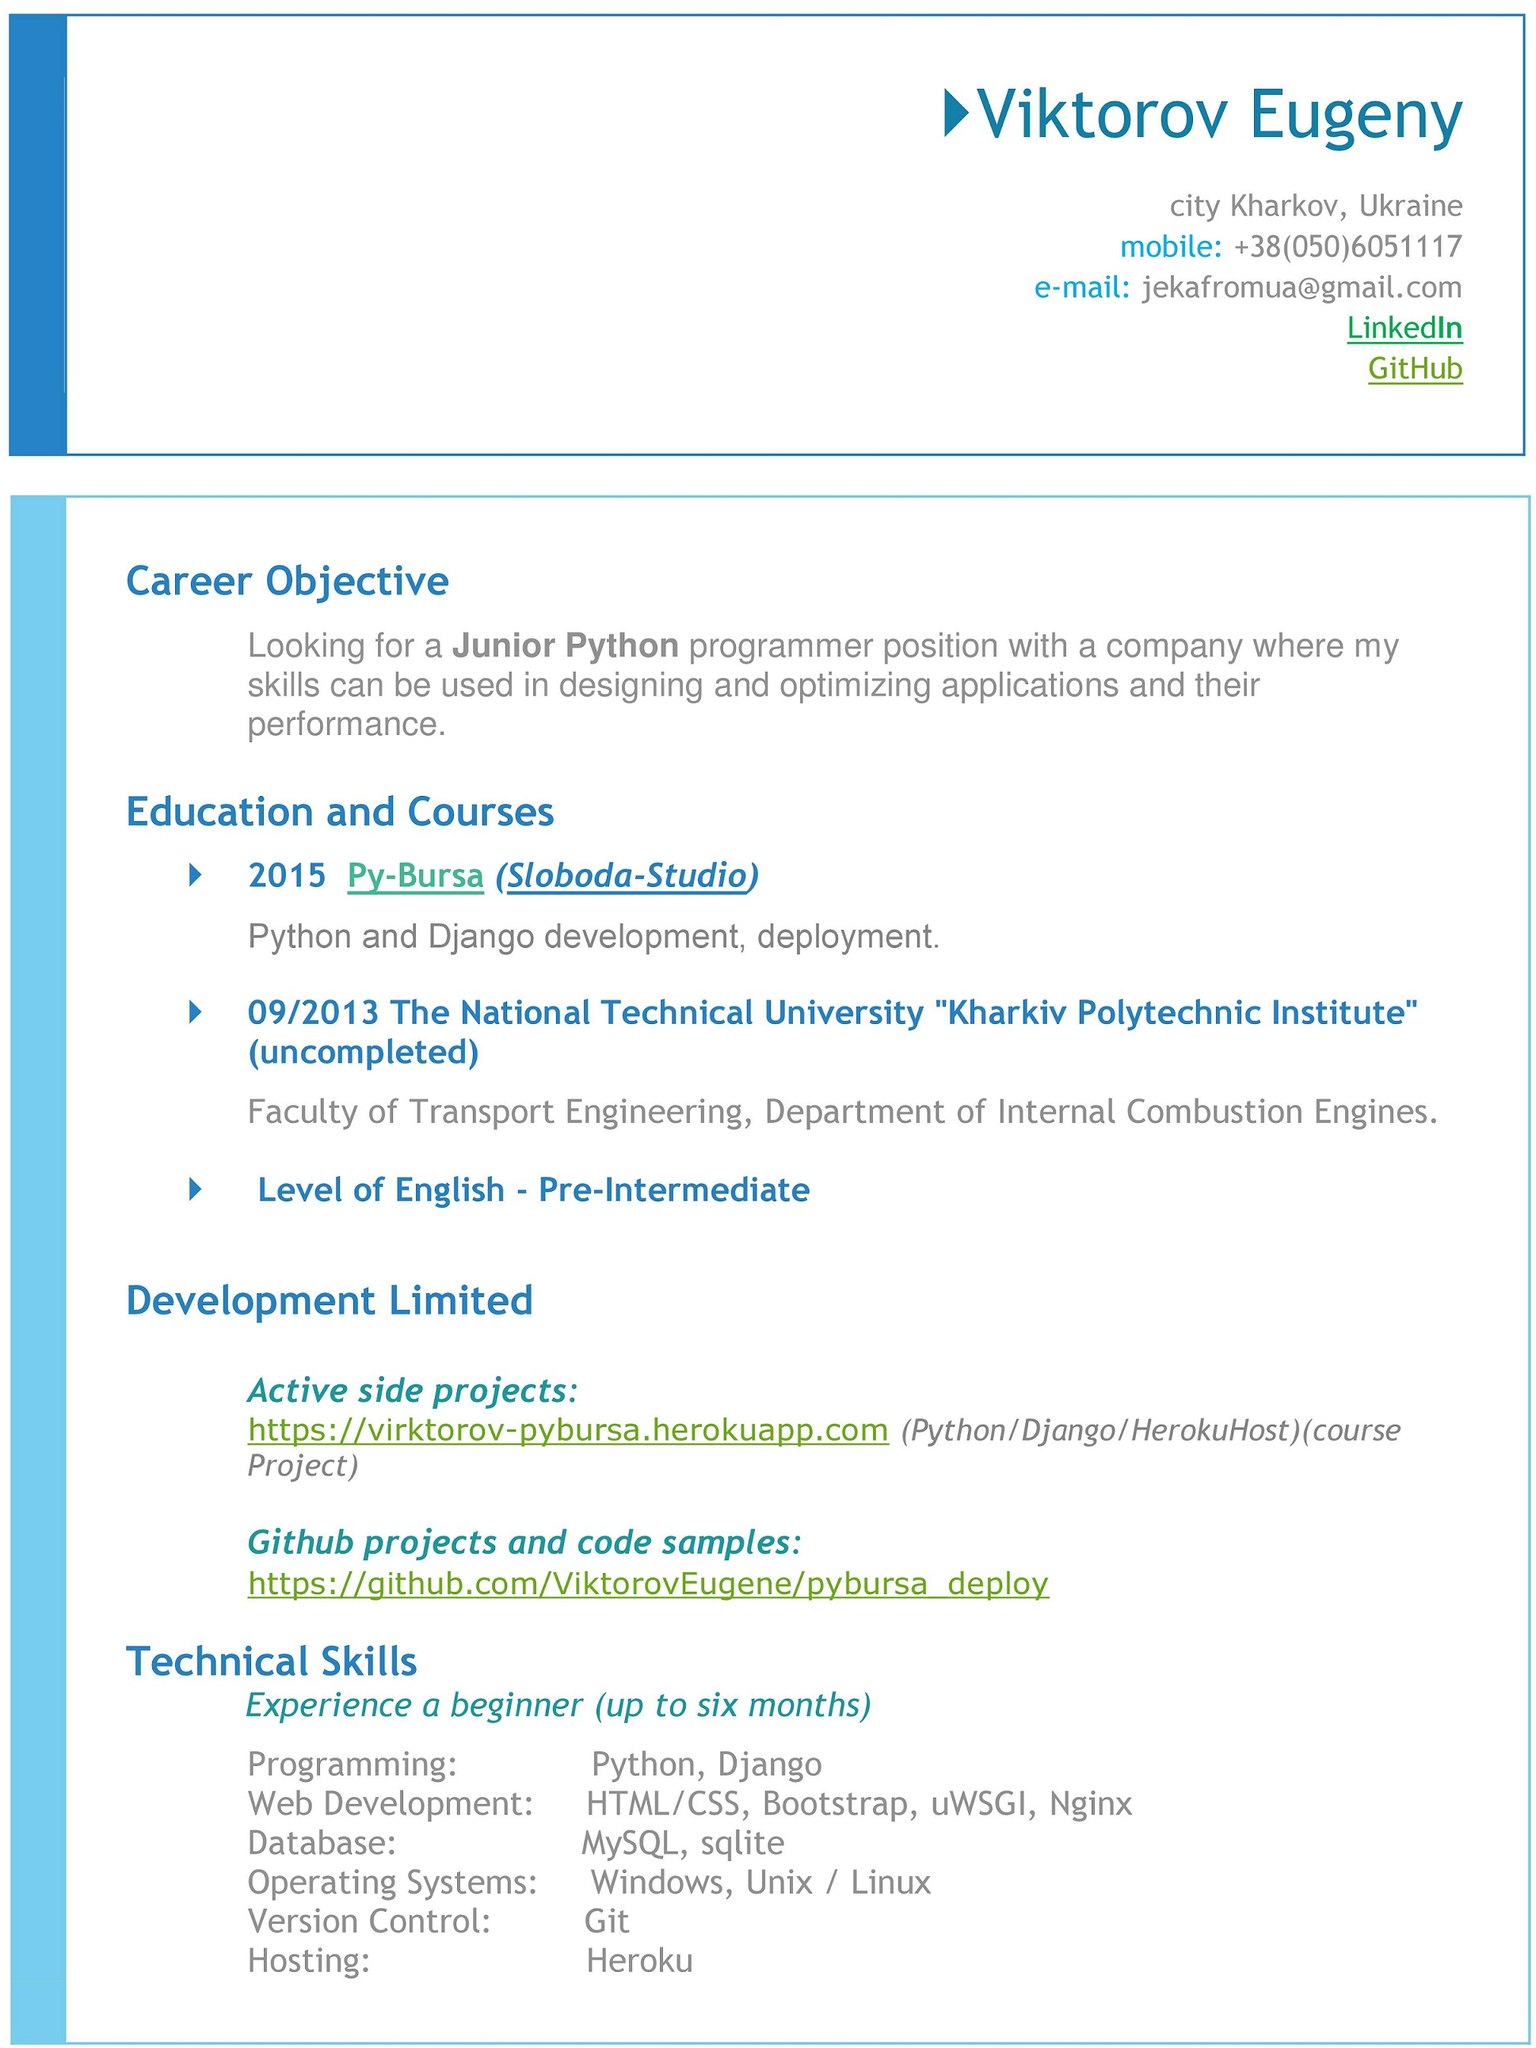 Viktorov Eugeny
city Kharkov, Ukraine
mobile: +38(050)6051117
e-mail: jekafromua@gmail.com
LinkedIn
GitHub
Career Objective
Looking for a Junior Python programmer position with a company where my
skills can be used in designing and optimizing applications and their
performance.
Education and Courses
2015 Py-Bursa (Sloboda-Studio)
Python and Django development, deployment.
09/2013 The National Technical University "Kharkiv Polytechnic Institute"
(uncompleted)
Faculty of Transport Engineering, Department of Internal Combustion Engines.
Level of English - Pre-Intermediate
Development Limited
Active side projects:
https://virktorov-pybursa.herokuapp.com (Python/Django/HerokuHost)(course
Project)
Github projects and code samples:
https://github.com/ViktorovEugene/pybursa_deploy
Technical Skills
Experience a beginner (up to six months)
Programming: Python, Django
Web Development: HTML/CSS, Bootstrap, uWSGI, Nginx
Database: MySQL, sqlite
Operating Systems: Windows, Unix / Linux
Version Control: Git
Hosting: Heroku